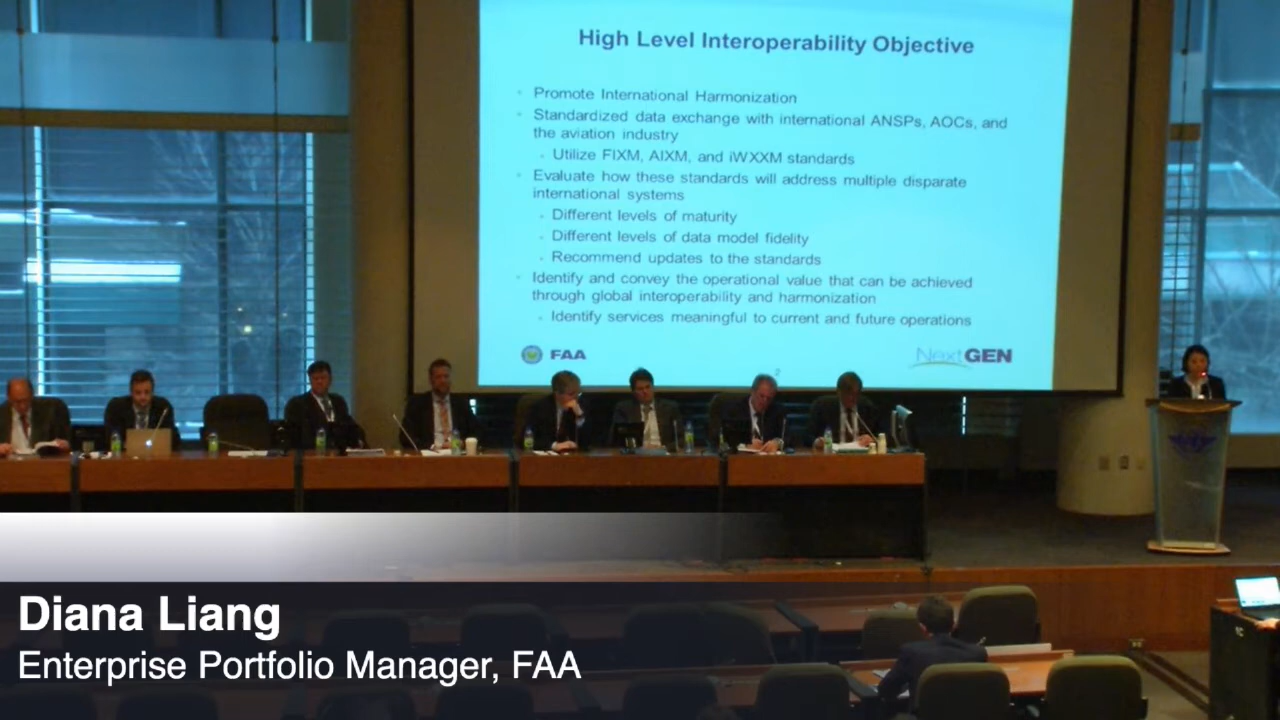 High Level Interoperability Objective
Promote International Harmonization
Standardized data exchange with international ANSPs, AOCs, and
the aviation industry
Utilize FIXM, AIXM, and iWXXM standards
Evaluate how these standards will address multiple disparate
international systems
Different levels of maturity
Different levels of data model fidelity
Recommend updates to the standards
Identify and convey the operational value that can be achieved
through global interoperability and harmonization
Identify services meaningful to current and future operations
FAA
NextGEN
2
Diana Liang
Enterprise Portfolio Manager, FAA